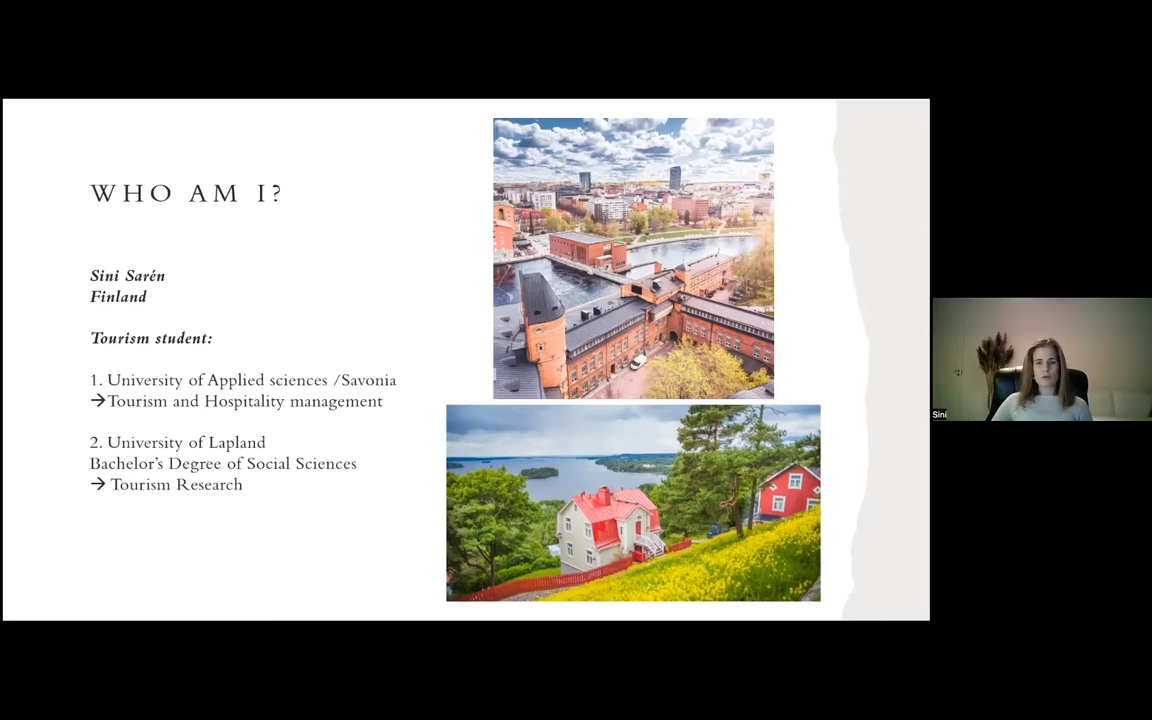 WHO AM I?
Sini Sarén
Finland
Tourism student:
1. University of Applied sciences /Savonia
→Tourism and Hospitality management
2. University of Lapland
Bachelor's Degree of Social Sciences
→ Tourism Research
Sini